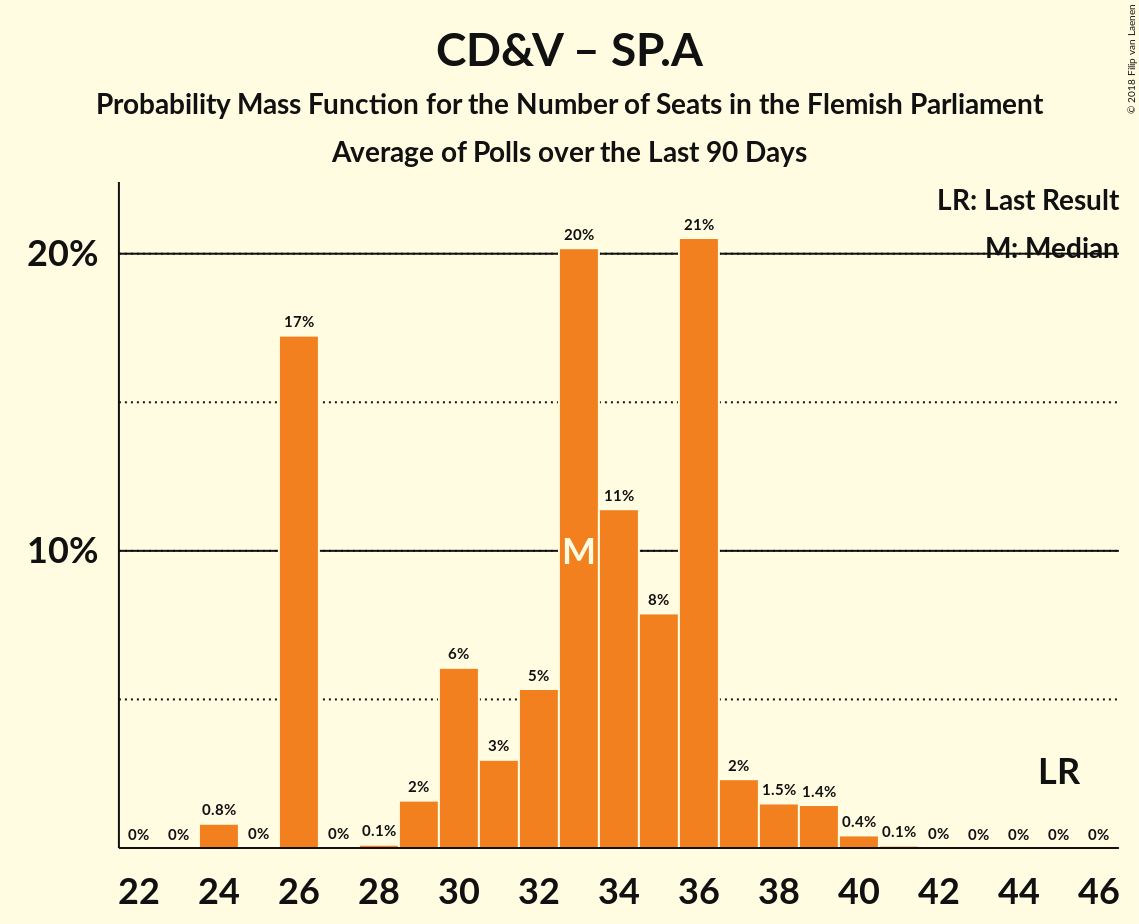 © 2018 Filip van Laenen
CD&V – SP.A
Probability Mass Function for the Number of Seats in the Flemish Parliament
Average of Polls over the Last 90 Days
LR: Last Result
M: Median
20%
10%
0% 0% 0.8% 0% 17% 0% 0.1% 2% 6% 3% 5% 20% 11% 8% 21% 2% 1.5% 1.4% 0.4% 0.1% 0% 0% 0% 0% 0%
M
LR
22 24 26 28 30 32 34 36 38 40 42 44 46